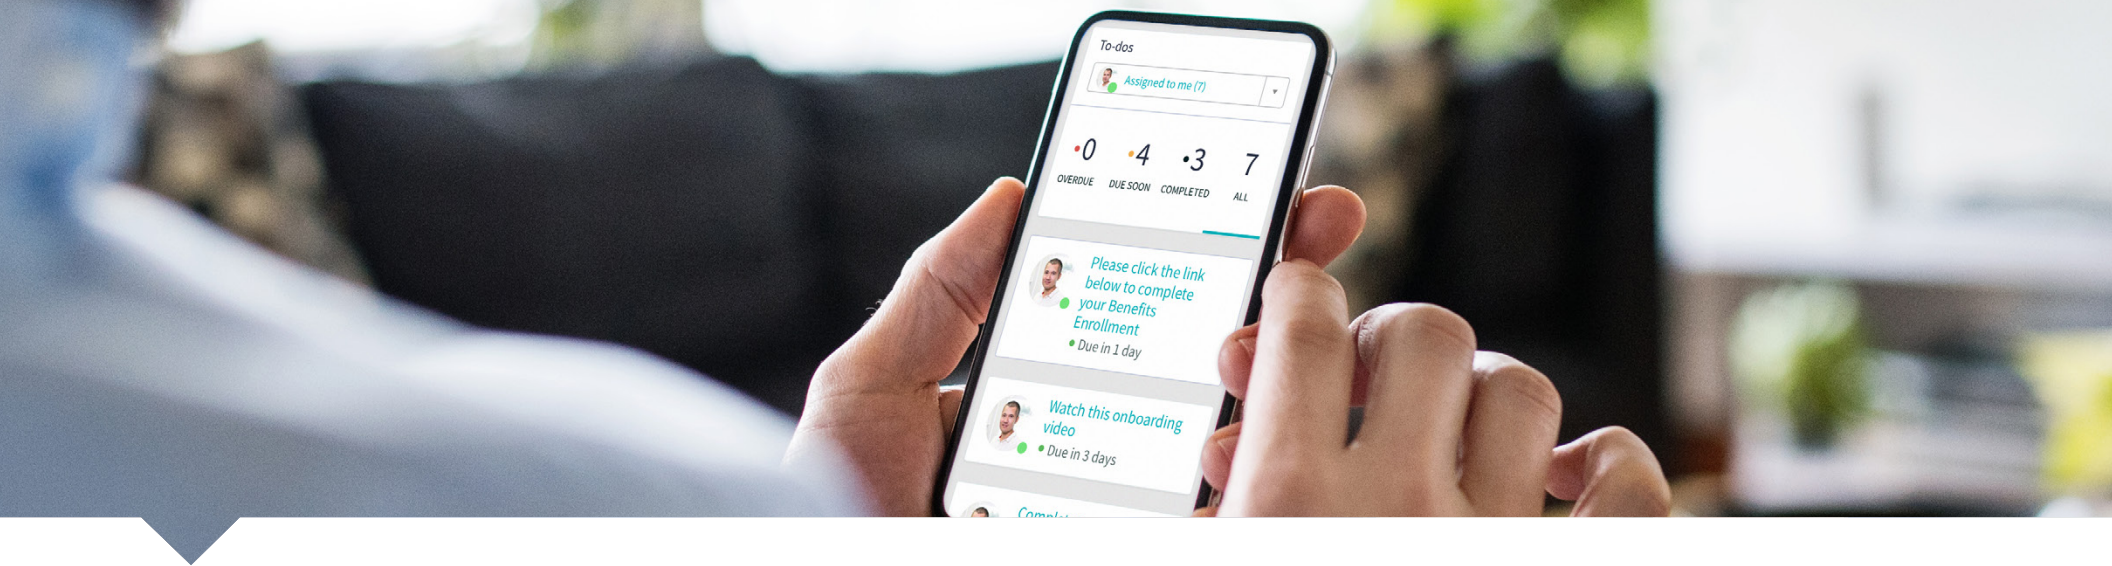 To-dos
Assigned to me (7)
0 4 3 7
OVERDUE DUE SOON COMPLETED ALL
Please click the link
below to complete
your Benefits
Enrollment
Due in 1 day
Watch this onboarding
video
Due in 3 days